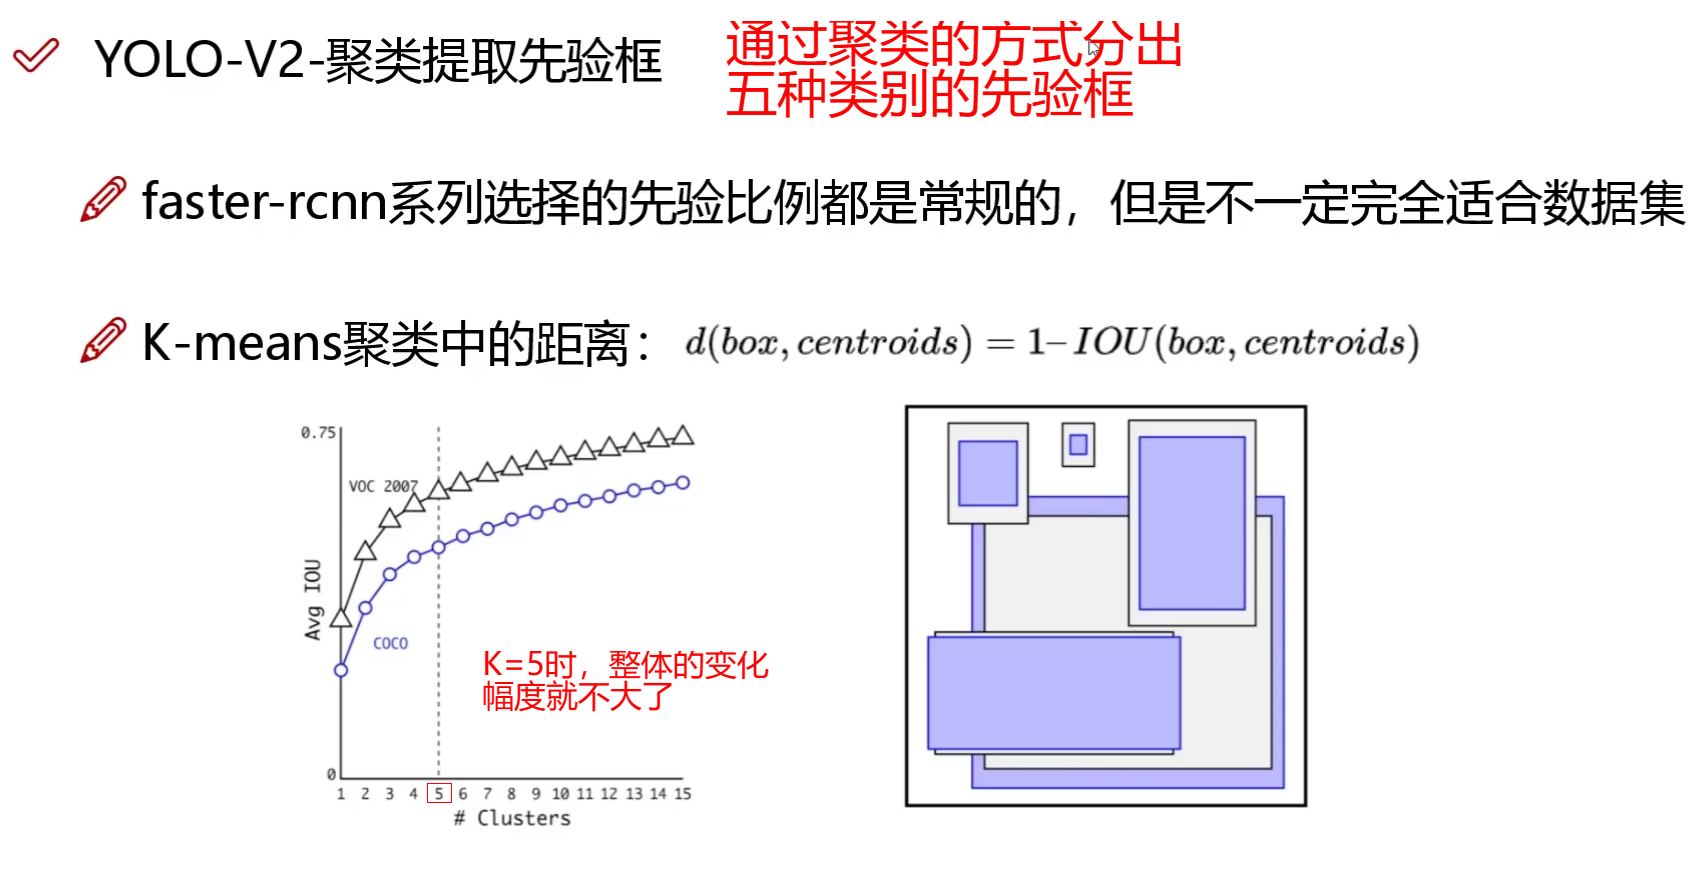 YOLO-V2-聚类提取先验框
通过聚类的方式分出
五种类别的先验框
faster-rcnn系列选择的先验比例都是常规的，但是不一定完全适合数据集
K-means聚类中的距离：
d(box, centroids) = 1–IOU(box, centroids)
0.75
VOC 2007
Avg IOU
COCO
K=5时，整体的变化
幅度就不大了
0
1 2 3 4 5 6 7 8 9 10 11 12 13 14 15
# Clusters